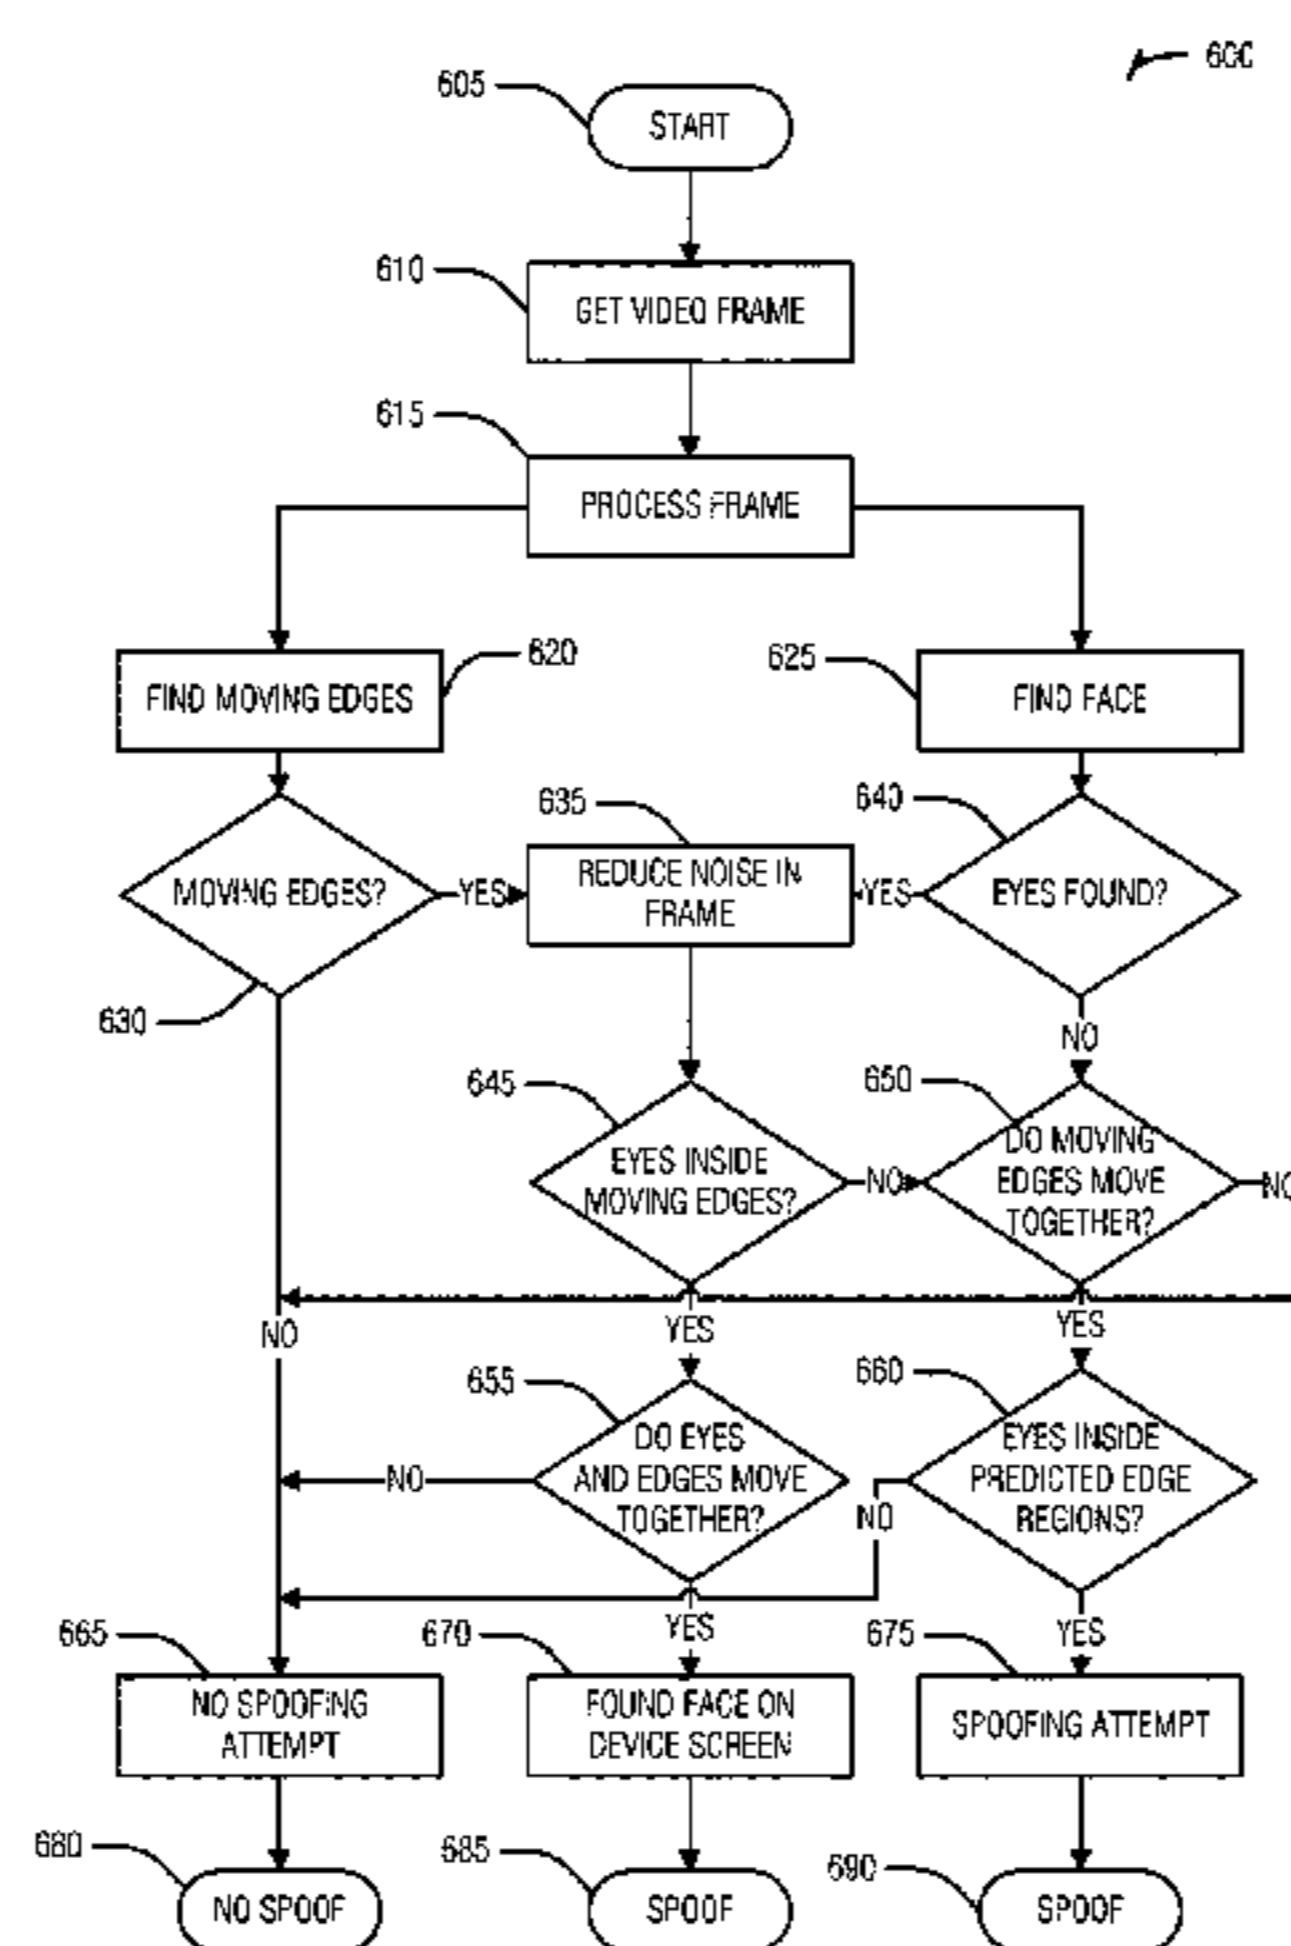 600
605
START
610
GET VIDEO FRAME
615
PROCESS FRAME
620
625
FIND MOVING EDGES
FIND FACE
635
640
MOVING EDGES?
YES
REDUCE NOISE IN
FRAME
YES
EYES FOUND?
630
NO
645
650
EYES INSIDE
MOVING EDGES?
NO
DO MOVING
EDGES MOVE
TOGETHER?
NO
NO
YES
YES
655
660
DO EYES
AND EDGES MOVE
TOGETHER?
NO
EYES INSIDE
PREDICTED EDGE
REGIONS?
NO
YES
YES
665
670
675
NO SPOOFING
ATTEMPT
FOUND FACE ON
DEVICE SCREEN
SPOOFING ATTEMPT
680
685
690
NO SPOOF
SPOOF
SPOOF